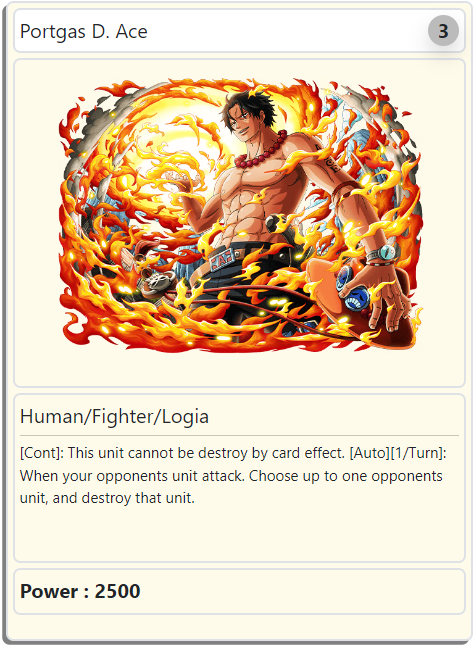 Portgas D. Ace
3
Human/Fighter/Logia
[Cont]: This unit cannot be destroy by card effect. [Auto][1/Turn]:
When your opponents unit attack. Choose up to one opponents
unit, and destroy that unit.
Power : 2500